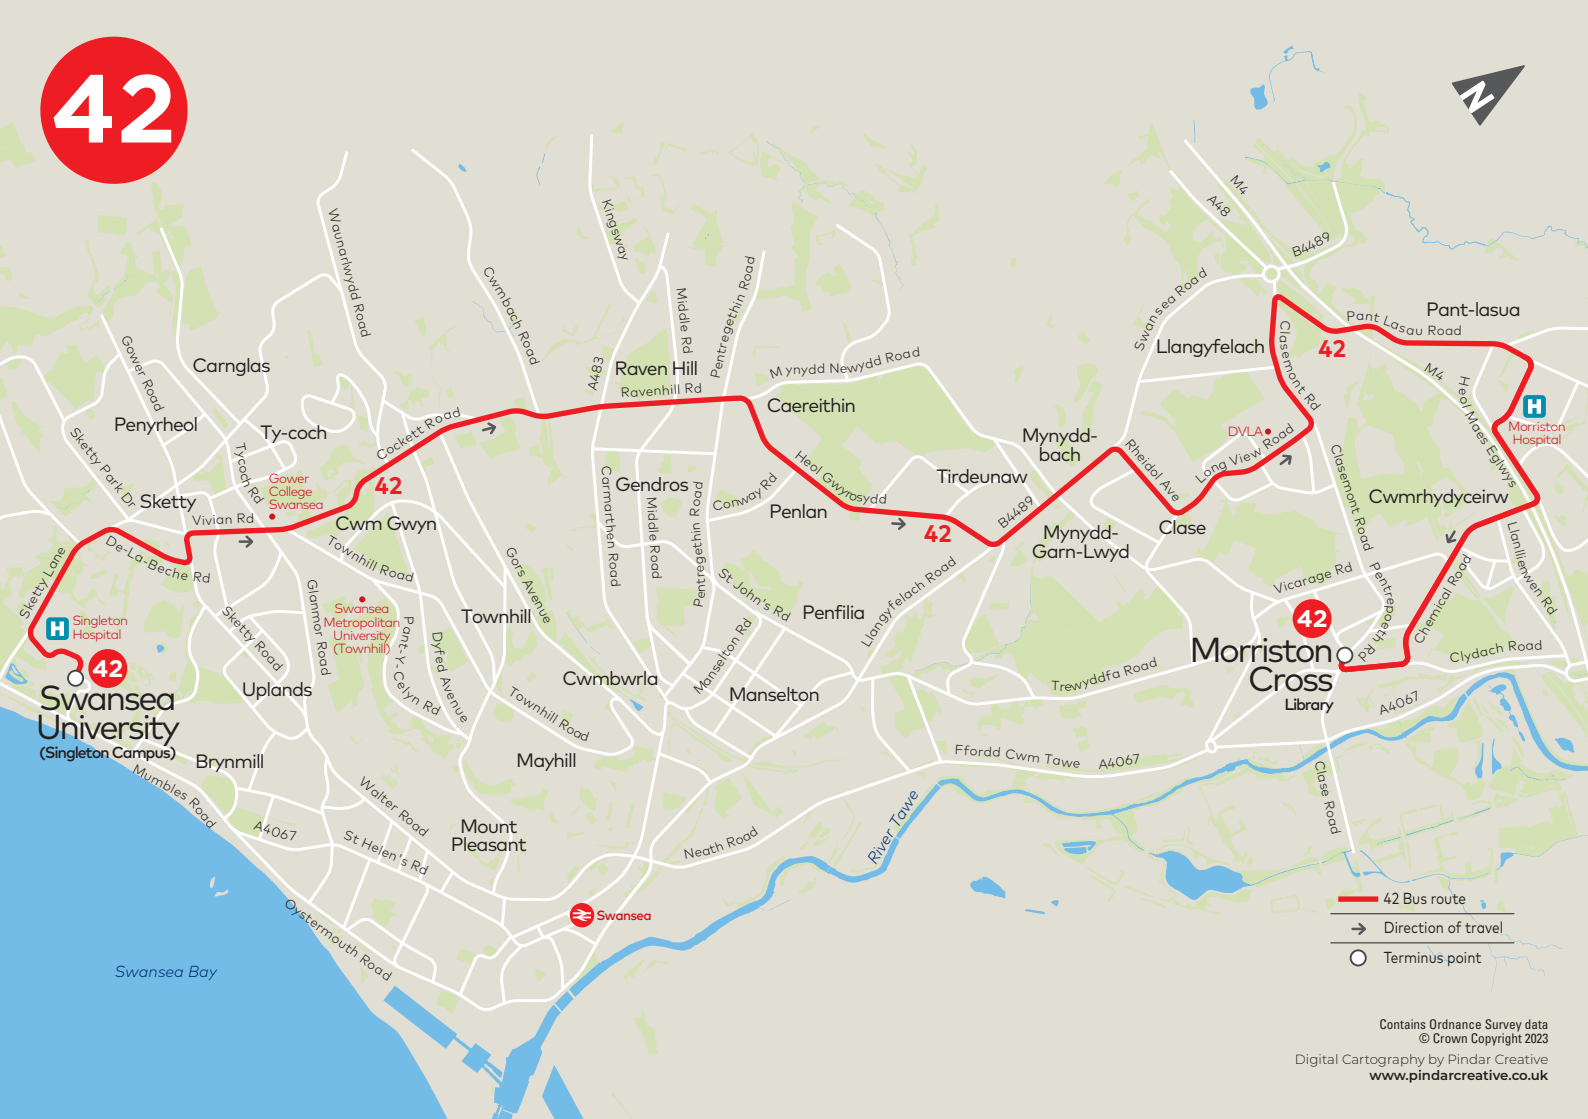 42
N
M4
A48
B4489
Kingsway
Waunarlwydd Road
Cwmbach Road
Middle Rd
Pentregethin Road
Swansea Road
Pant-lasua
Pant Lasau Road
Gower Road
Carnglas
A483
Raven Hill
Ravenhill Rd
Mynydd Newydd Road
Llangyfelach
Clasemont Rd
42
M4
Heol Maes Eglwys
H
Morriston
Hospital
Penyrheol
Ty-coch
Cockett Road
Caereithin
Mynydd-
bach
DVLA
Long View Road
Sketty Park Dr
Tycoch Rd
Gower
College
Swansea
42
Carmarthen Road
Gendros
Middle Road
Pentregethin Road
Conway Rd
Heol Gwyrosydd
Tirdeunaw
Rheidol Ave
Clasemont Road
Cwmrhydyceirw
Sketty
Vivian Rd
Cwm Gwyn
Penlan
42
B4489
Mynydd-
Garn-Lwyd
Clase
De-La-Beche Rd
Sketty Lane
Townhill Road
Gors Avenue
St John's Rd
Llangyfelach Road
Vicarage Rd
Pentrepoeth Rd
Chemical Road
Llanllienwen Rd
H
Singleton
Hospital
42
Swansea
University
(Singleton Campus)
Sketty Road
Glanmor Road
Swansea
Metropolitan
University
(Townhill)
Pant-Y-Celyn Rd
Dyfed Avenue
Townhill
Penfilia
Manselton Rd
42
Morriston
Cross
Library
Clydach Road
Uplands
Cwmbwrla
Manselton
Trewyddfa Road
A4067
Townhill Road
Brynmill
Mayhill
Ffordd Cwm Tawe
A4067
Clase Road
Mumbles Road
A4067
Walter Road
St Helen's Rd
Mount
Pleasant
Neath Road
River Tawe
Oystermouth Road
Swansea
Swansea Bay
42 Bus route
Direction of travel
Terminus point
Contains Ordnance Survey data
© Crown Copyright 2023
Digital Cartography by Pindar Creative
www.pindarcreative.co.uk